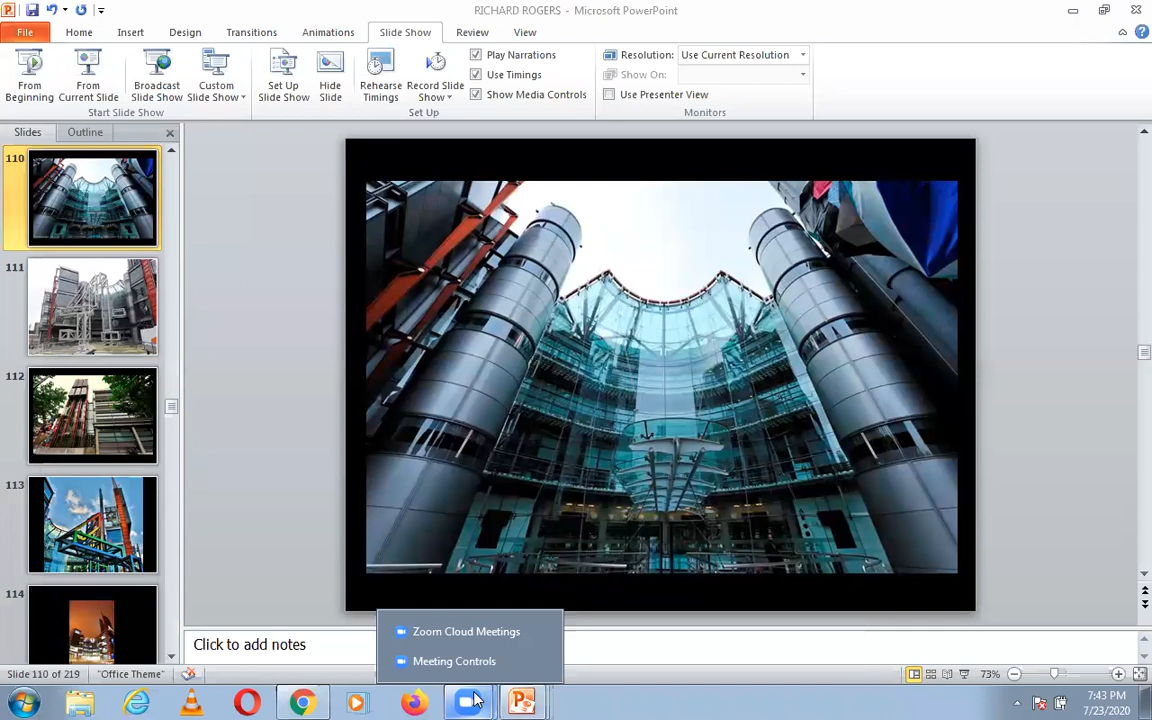 RICHARD ROGERS - Microsoft PowerPoint
File Home Insert Design Transitions Animations Slide Show Review View
From Beginning
From Current Slide
Broadcast Slide Show
Custom Slide Show
Start Slide Show
Set Up Slide Show
Hide Slide
Rehearse Timings
Record Slide Show
Play Narrations
Use Timings
Show Media Controls
Set Up
Resolution: Use Current Resolution
Show On:
Use Presenter View
Monitors
Slides Outline
110
111
112
113
114
Click to add notes
Zoom Cloud Meetings
Meeting Controls
Slide 110 of 219 "Office Theme" 73%
7:43 PM
7/23/2020